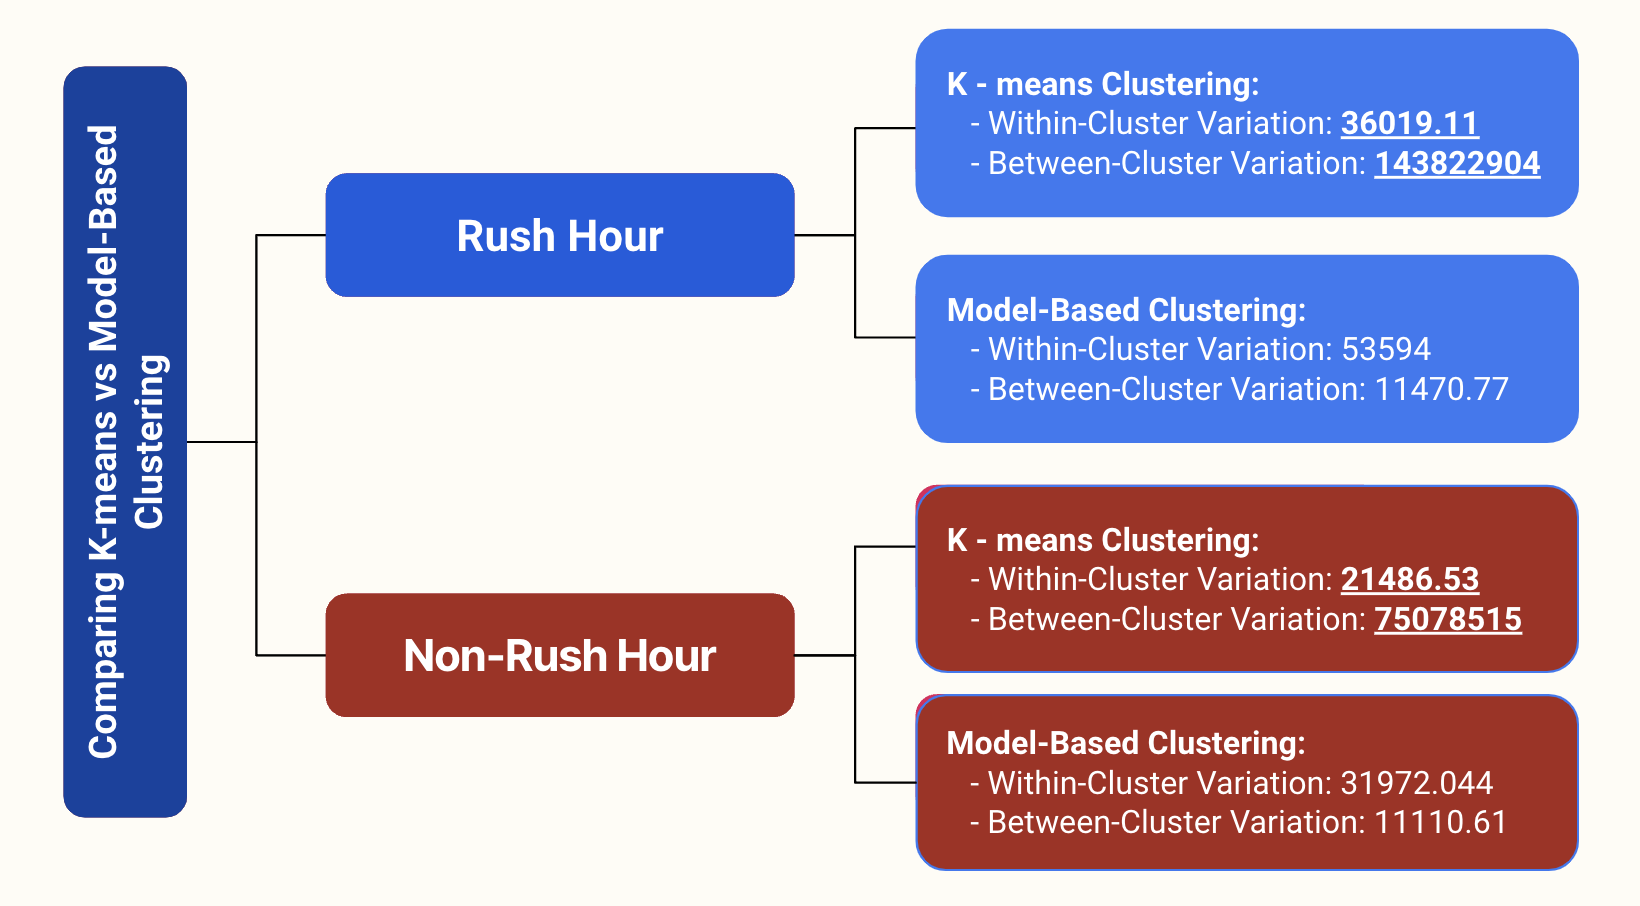 Comparing K-means vs Model-Based
Clustering
Rush Hour
K - means Clustering:
- Within-Cluster Variation: 36019.11
- Between-Cluster Variation: 143822904
Model-Based Clustering:
- Within-Cluster Variation: 53594
- Between-Cluster Variation: 11470.77
Non-Rush Hour
K - means Clustering:
- Within-Cluster Variation: 21486.53
- Between-Cluster Variation: 75078515
Model-Based Clustering:
- Within-Cluster Variation: 31972.044
- Between-Cluster Variation: 11110.61